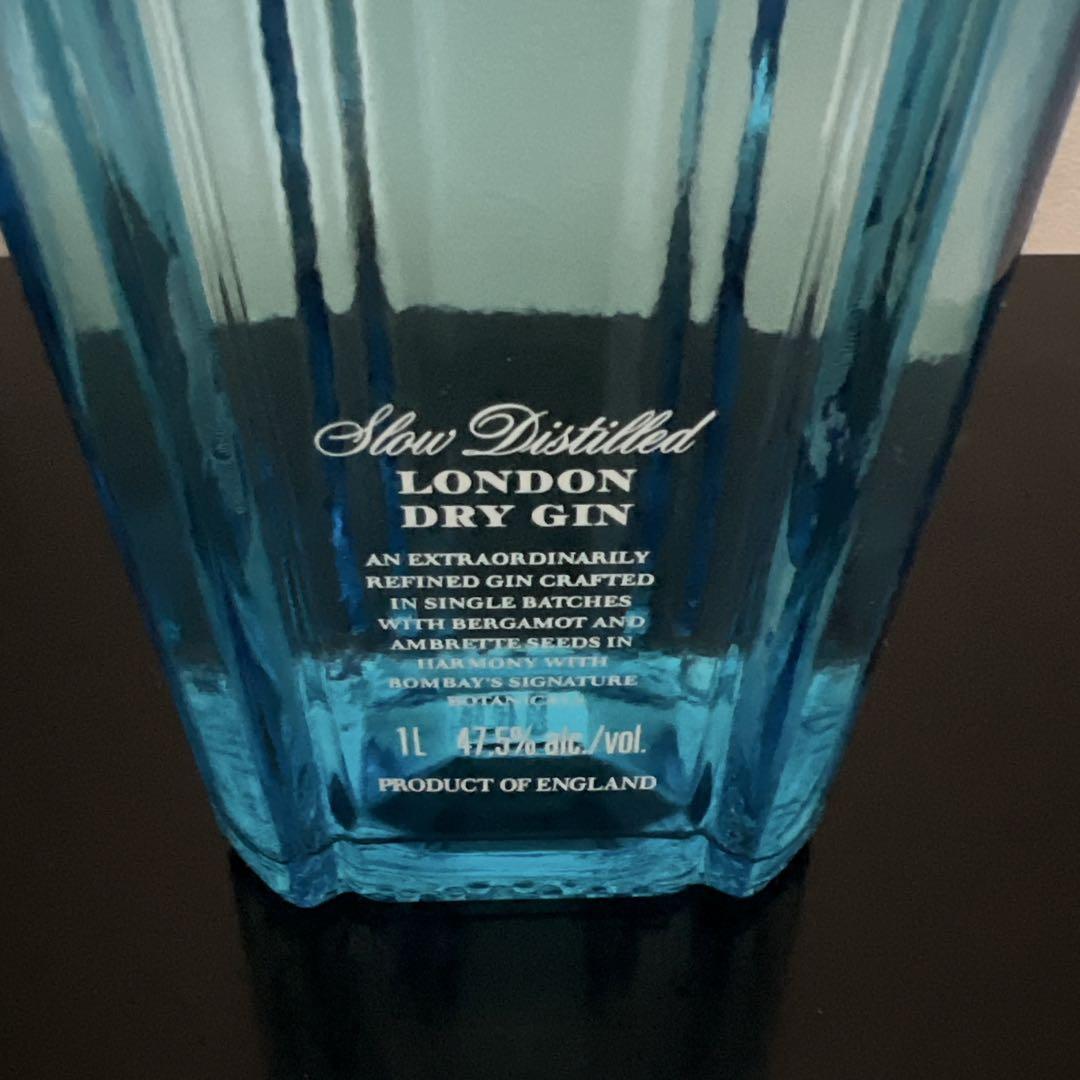 Slow Distilled
LONDON
DRY GIN
AN EXTRAORDINARILY
REFINED GIN CRAFTED
IN SINGLE BATCHES
WITH BERGAMOT AND
AMBRETTE SEEDS IN
HARMONY WITH
BOMBAY'S SIGNATURE
BOTANICALS
1L 47.5% alc./vol.
PRODUCT OF ENGLAND